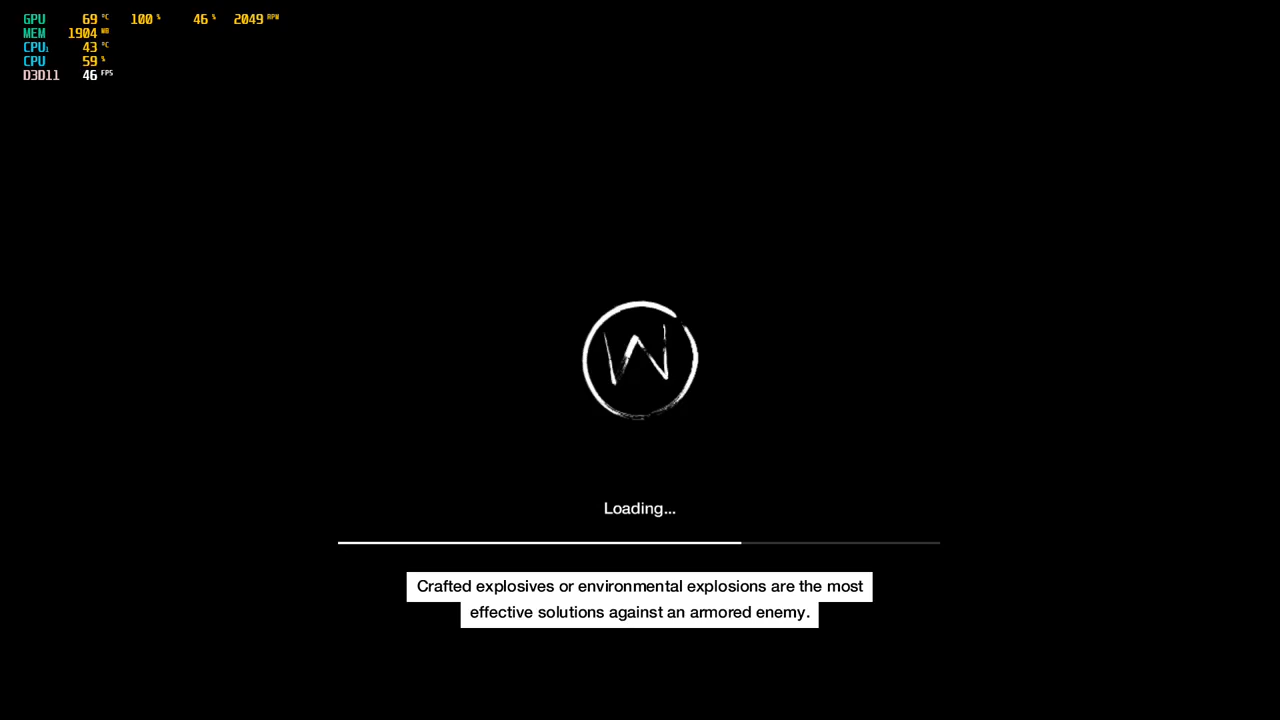 GPU 69 °C 100 % 46 % 2049 RPM
MEM 1904 MB
CPU1 43 °C
CPU 59 %
D3D11 46 FPS
W
Loading...
Crafted explosives or environmental explosions are the most
effective solutions against an armored enemy.